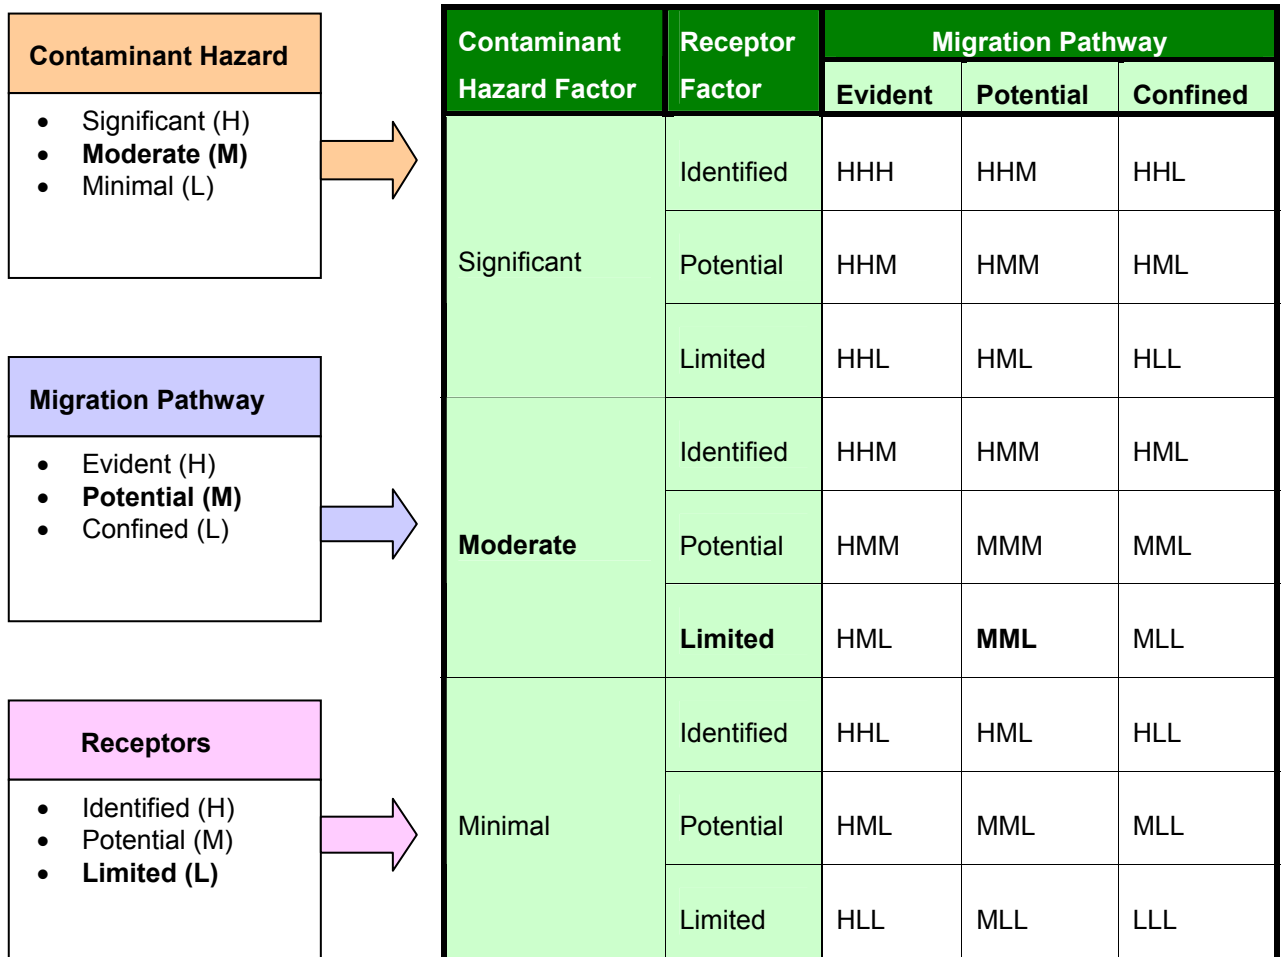 Contaminant Hazard
• Significant (H)
• Moderate (M)
• Minimal (L)
Migration Pathway
• Evident (H)
• Potential (M)
• Confined (L)
Receptors
• Identified (H)
• Potential (M)
• Limited (L)
Contaminant Hazard Factor
Receptor Factor
Migration Pathway
Evident Potential Confined
Significant
Identified HHH HHM HHL
Potential HHM HMM HML
Limited HHL HML HLL
Moderate
Identified HHM HMM HML
Potential HMM MMM MML
Limited HML MML MLL
Minimal
Identified HHL HML HLL
Potential HML MML MLL
Limited HLL MLL LLL